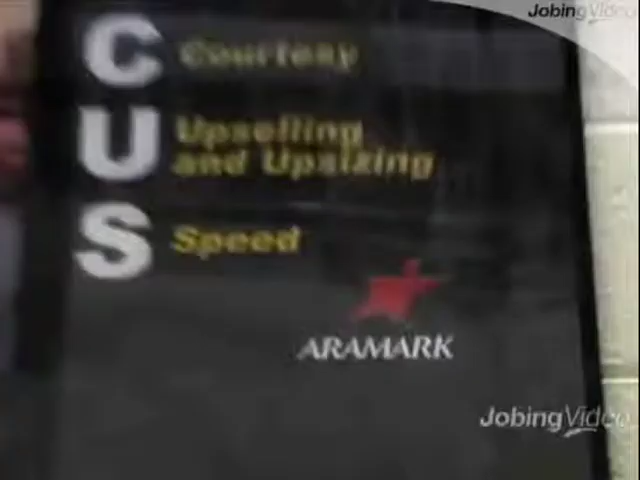 JobingVideo
C Courtesy
U Upselling
and Upsizing
S Speed
ARAMARK
JobingVideo